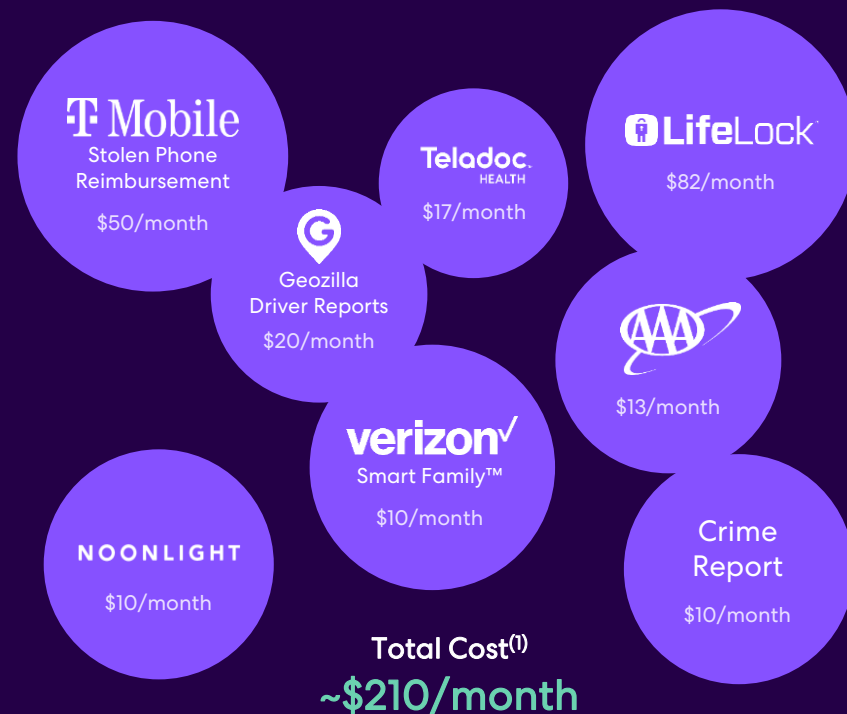 T Mobile
Stolen Phone
Reimbursement
$50/month
Teladoc
HEALTH
$17/month
LifeLock
$82/month
G
Geozilla
Driver Reports
$20/month
AAA
$13/month
verizon✓
Smart Family™
$10/month
NOONLIGHT
$10/month
Crime
Report
$10/month
Total Cost(1)
~$210/month